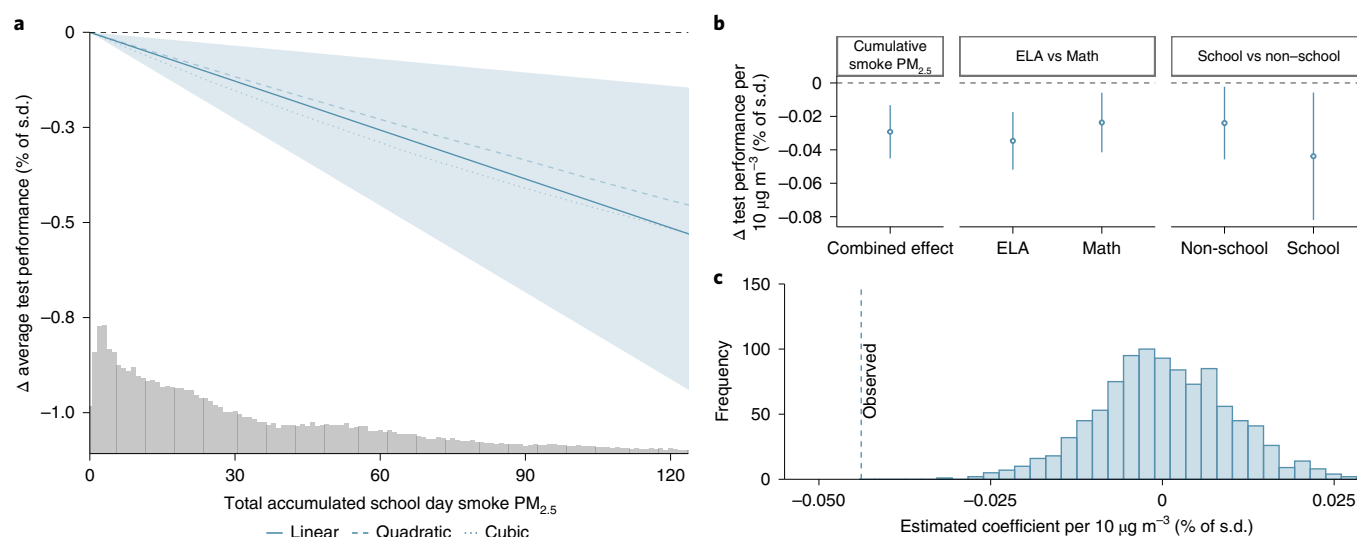 a
Δ average test performance (% of s.d.)
0
–0.3
–0.5
–0.8
–1.0
0 30 60 90 120
Total accumulated school day smoke PM2.5
Linear Quadratic Cubic
b
Δ test performance per
10 μg m–3 (% of s.d.)
Cumulative
smoke PM2.5
ELA vs Math
School vs non–school
0
–0.02
–0.04
–0.06
–0.08
Combined effect ELA Math Non-school School
c
Frequency
150
100
50
0
Observed
–0.050 –0.025 0 0.025
Estimated coefficient per 10 μg m–3 (% of s.d.)